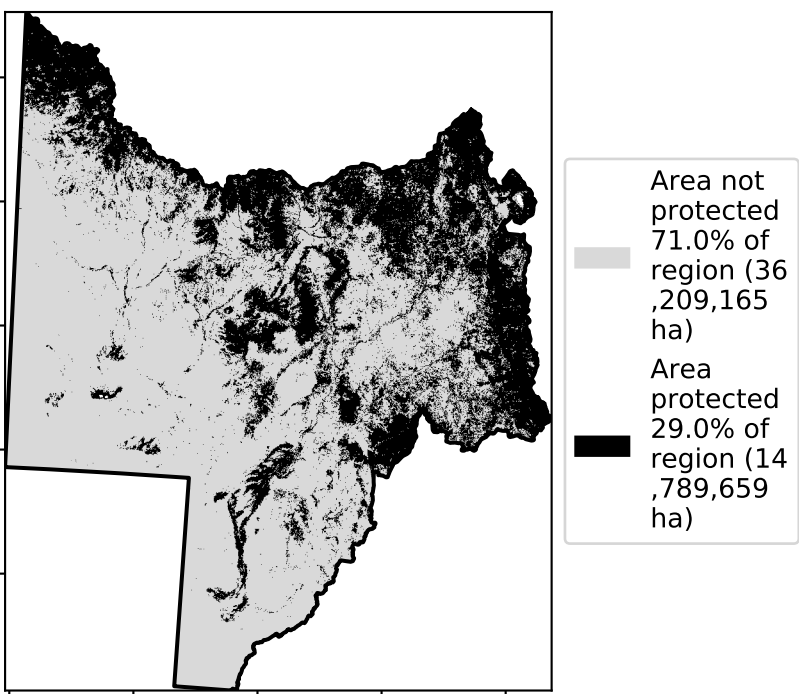 Area not
protected
71.0% of
region (36
,209,165
ha)
Area
protected
29.0% of
region (14
,789,659
ha)